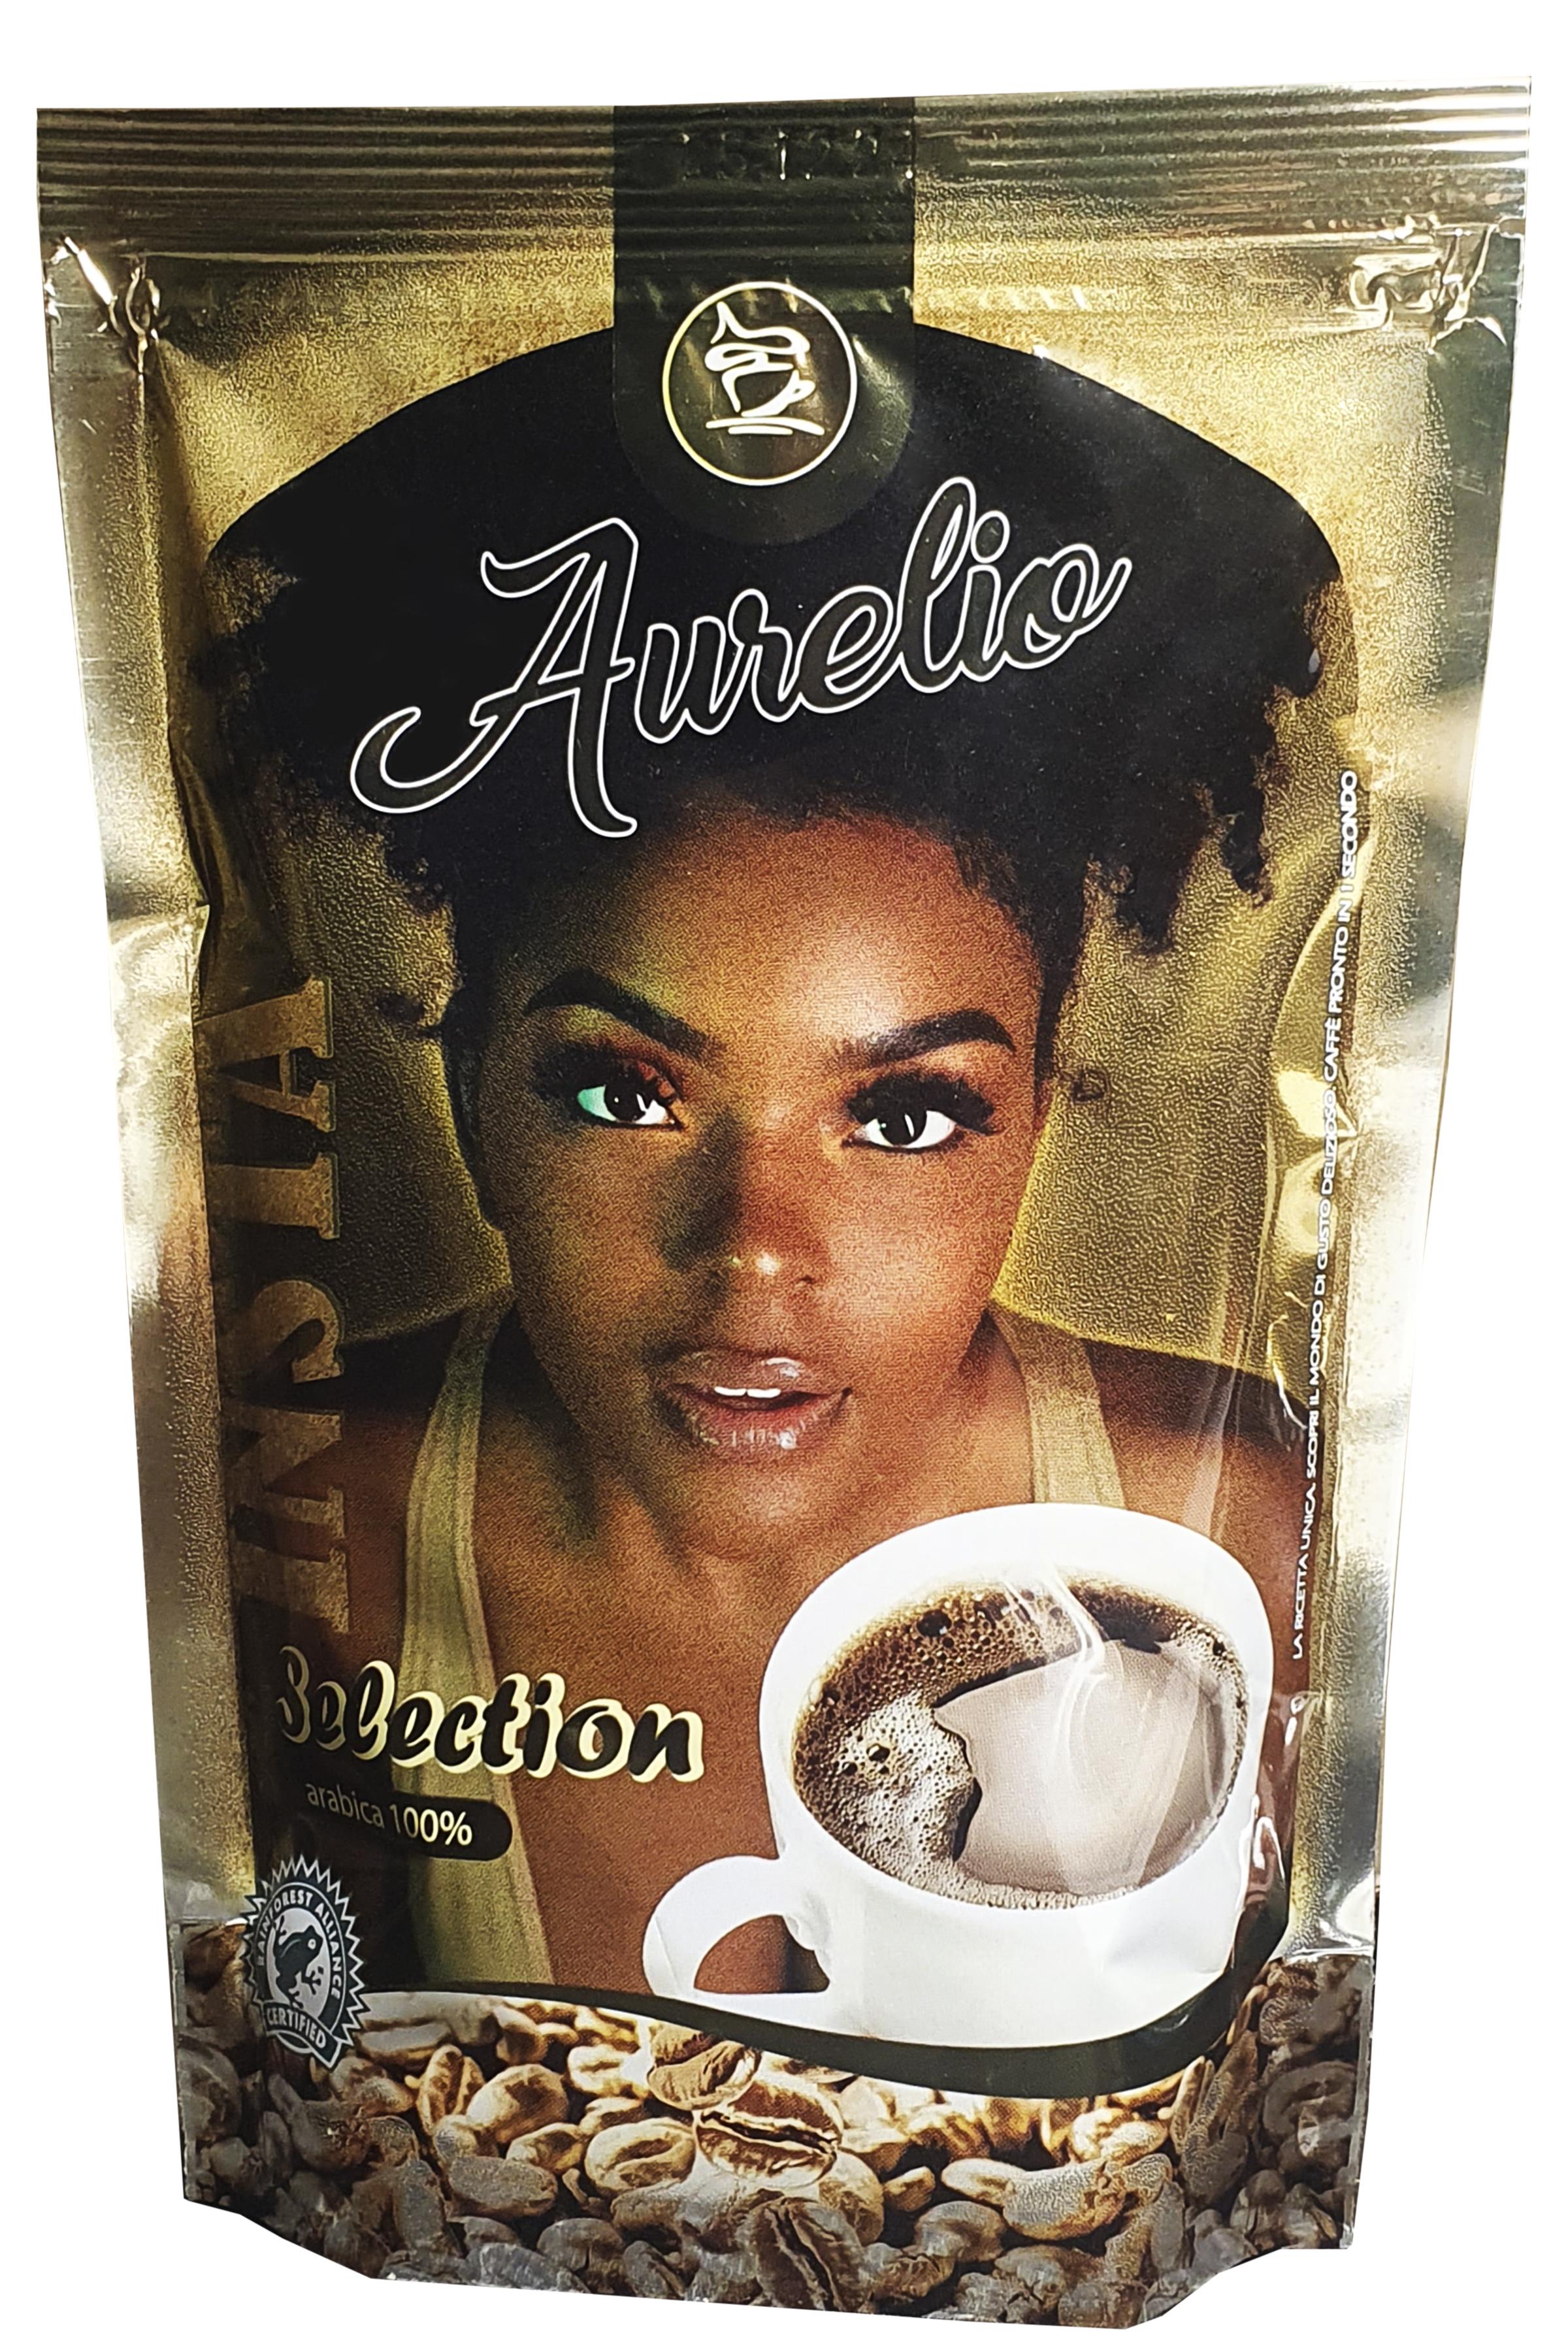 Aurelio
INSTA
LA RICETTA UNICA. SCOPRI IL MONDO DI GUSTO DELIZIOSO CAFFÈ PRONTO IN 1 SECONDO
Selection
arabica 100%
RAINFOREST ALLIANCE
CERTIFIED